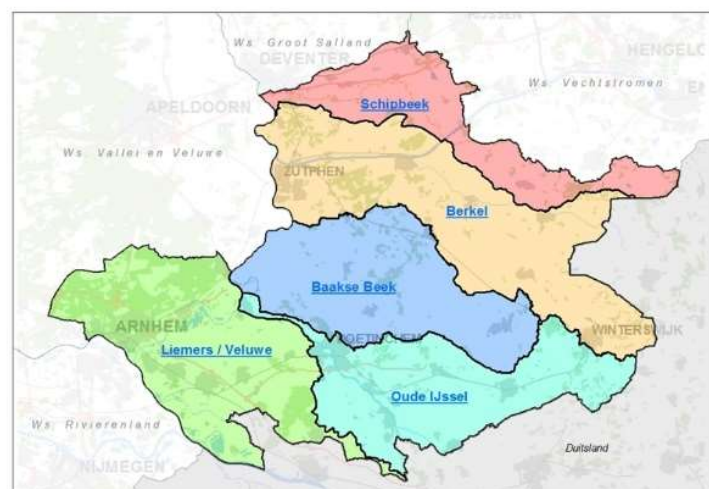 Ws. Groot Salland
DEVENTER
HENGELO
Ws. Vechtstromen
APELDOORN
Schipbeek
Ws. Vallei en Veluwe
ZUTPHEN
Berkel
Baakse Beek
ARNHEM
DOETINCHEM
WINTERSWIJK
Liemers / Veluwe
Oude IJssel
Ws. Rivierenland
Duitsland
NIJMEGEN